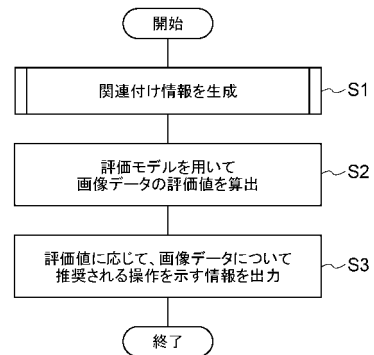 開始
関連付け情報を生成
S1
評価モデルを用いて
画像データの評価値を算出
S2
評価値に応じて、画像データについて
推奨される操作を示す情報を出力
S3
終了